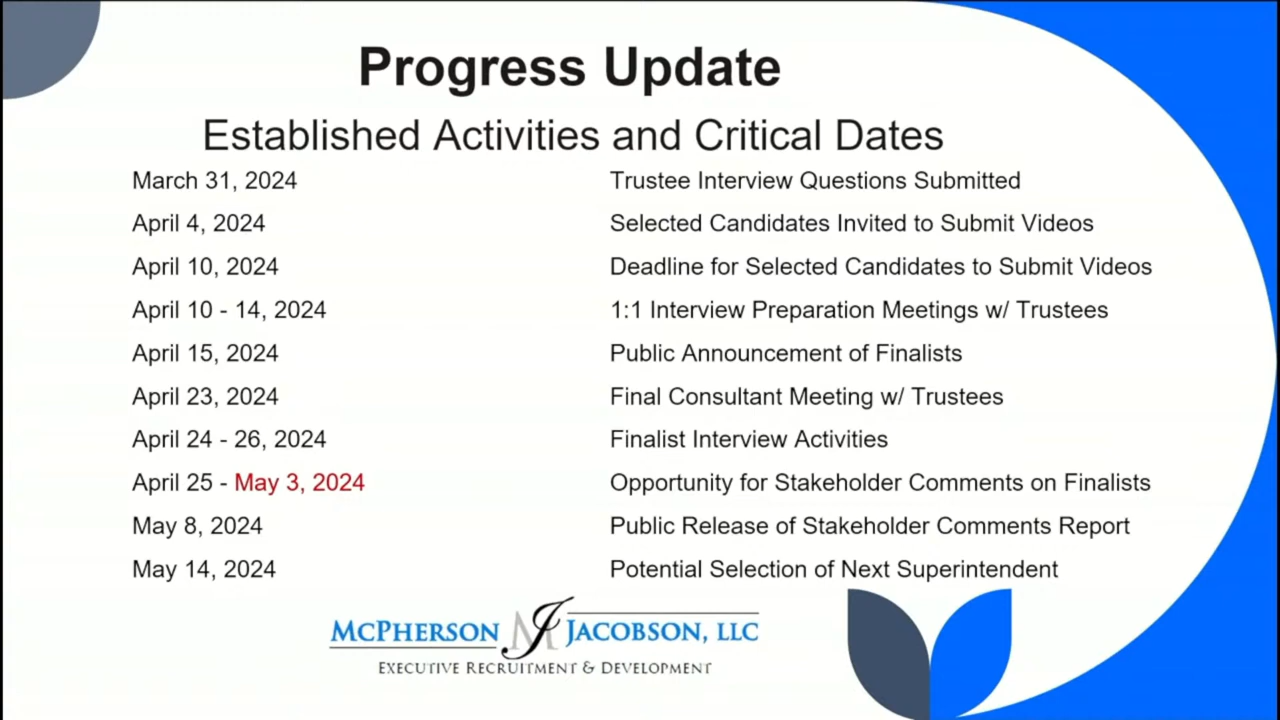 Progress Update
Established Activities and Critical Dates
March 31, 2024 Trustee Interview Questions Submitted
April 4, 2024 Selected Candidates Invited to Submit Videos
April 10, 2024 Deadline for Selected Candidates to Submit Videos
April 10 - 14, 2024 1:1 Interview Preparation Meetings w/ Trustees
April 15, 2024 Public Announcement of Finalists
April 23, 2024 Final Consultant Meeting w/ Trustees
April 24 - 26, 2024 Finalist Interview Activities
April 25 - May 3, 2024 Opportunity for Stakeholder Comments on Finalists
May 8, 2024 Public Release of Stakeholder Comments Report
May 14, 2024 Potential Selection of Next Superintendent
McPherson MJ Jacobson, LLC
Executive Recruitment & Development